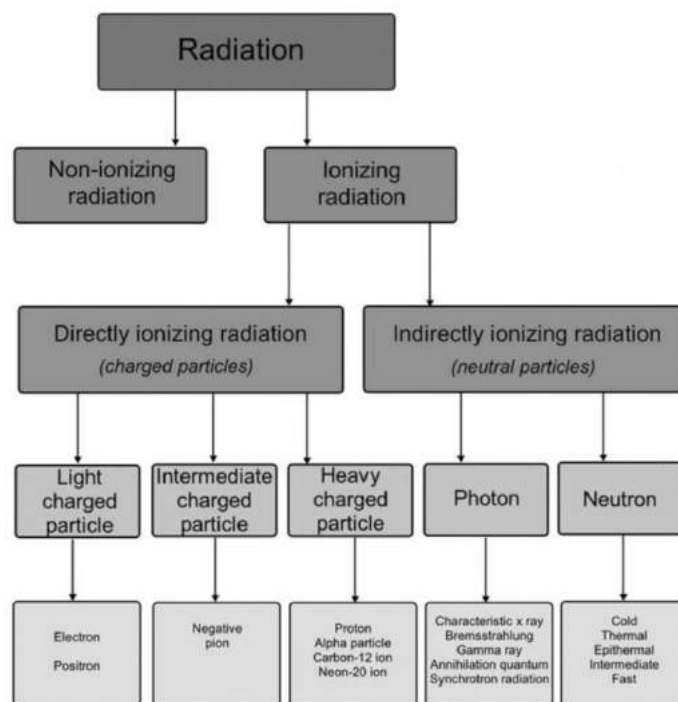 Radiation
Non-ionizing
radiation
Ionizing
radiation
Directly ionizing radiation
(charged particles)
Indirectly ionizing radiation
(neutral particles)
Light
charged
particle
Intermediate
charged
particle
Heavy
charged
particle
Photon
Neutron
Electron
Positron
Negative
pion
Proton
Alpha particle
Carbon-12 ion
Neon-20 ion
Characteristic x ray
Bremsstrahlung
Gamma ray
Annihilation quantum
Synchrotron radiation
Cold
Thermal
Epithermal
Intermediate
Fast